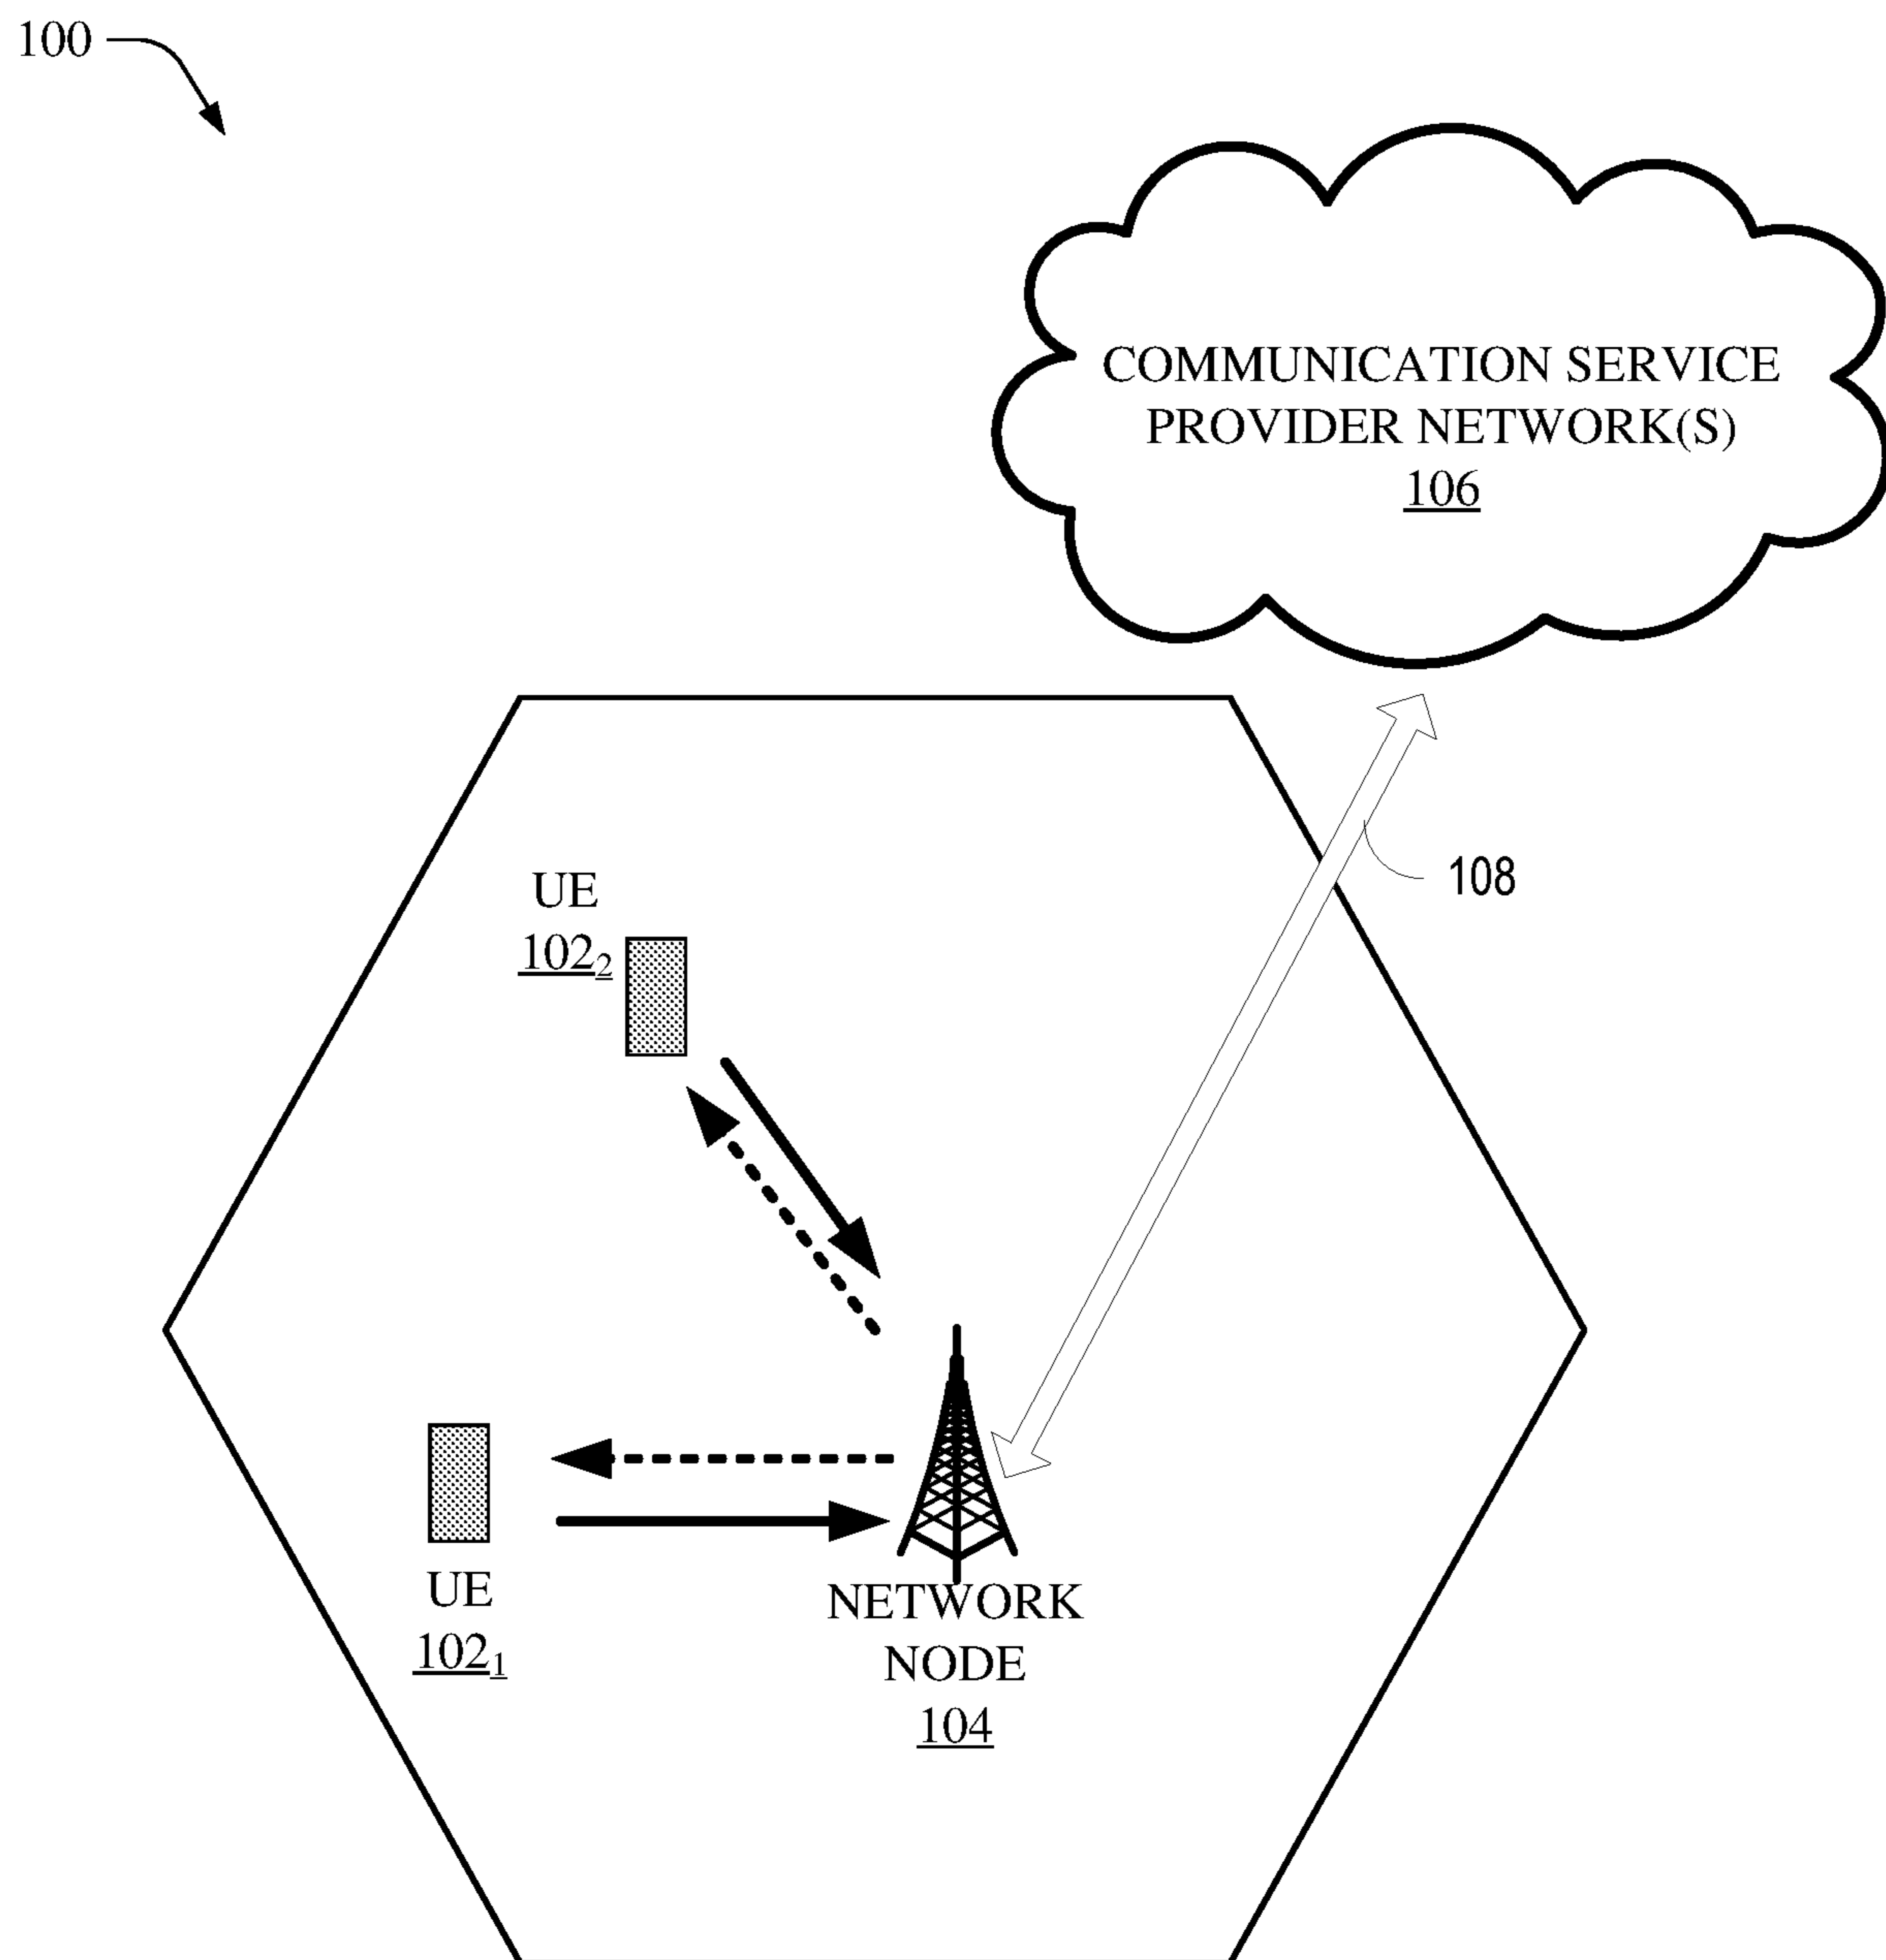 100
COMMUNICATION SERVICE
PROVIDER NETWORK(S)
106
108
UE
102₂
UE
102₁
NETWORK
NODE
104